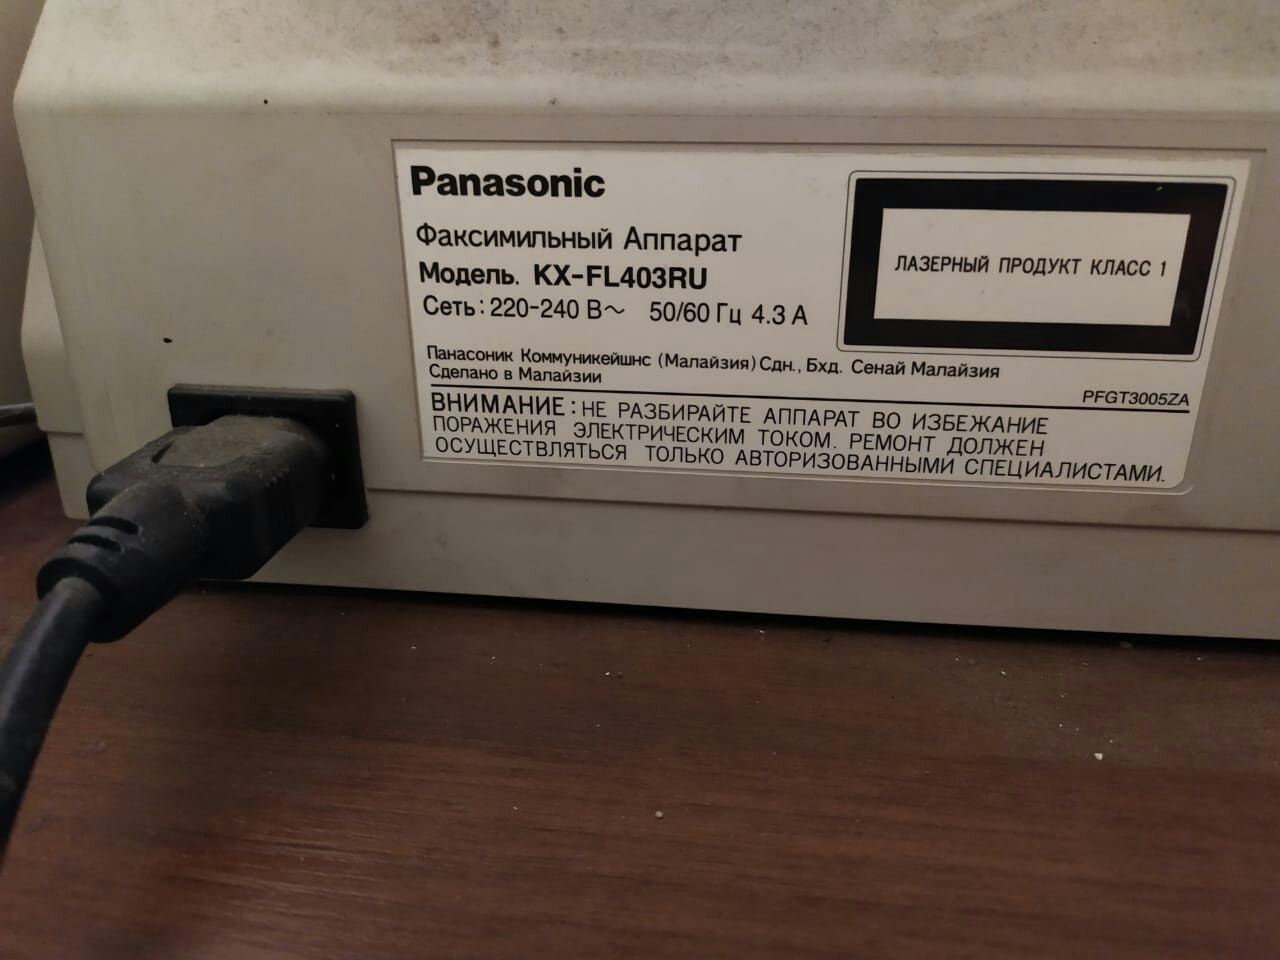 Panasonic
Факсимильный Аппарат
Модель. KX-FL403RU
Сеть: 220-240 В~ 50/60 Гц 4.3 А
ЛАЗЕРНЫЙ ПРОДУКТ КЛАСС 1
Панасоник Коммуникейшнс (Малайзия) Сдн., Бхд. Сенай Малайзия
Сделано в Малайзии
PFGT3005ZA
ВНИМАНИЕ: НЕ РАЗБИРАЙТЕ АППАРАТ ВО ИЗБЕЖАНИЕ
ПОРАЖЕНИЯ ЭЛЕКТРИЧЕСКИМ ТОКОМ. РЕМОНТ ДОЛЖЕН
ОСУЩЕСТВЛЯТЬСЯ ТОЛЬКО АВТОРИЗОВАННЫМИ СПЕЦИАЛИСТАМИ.